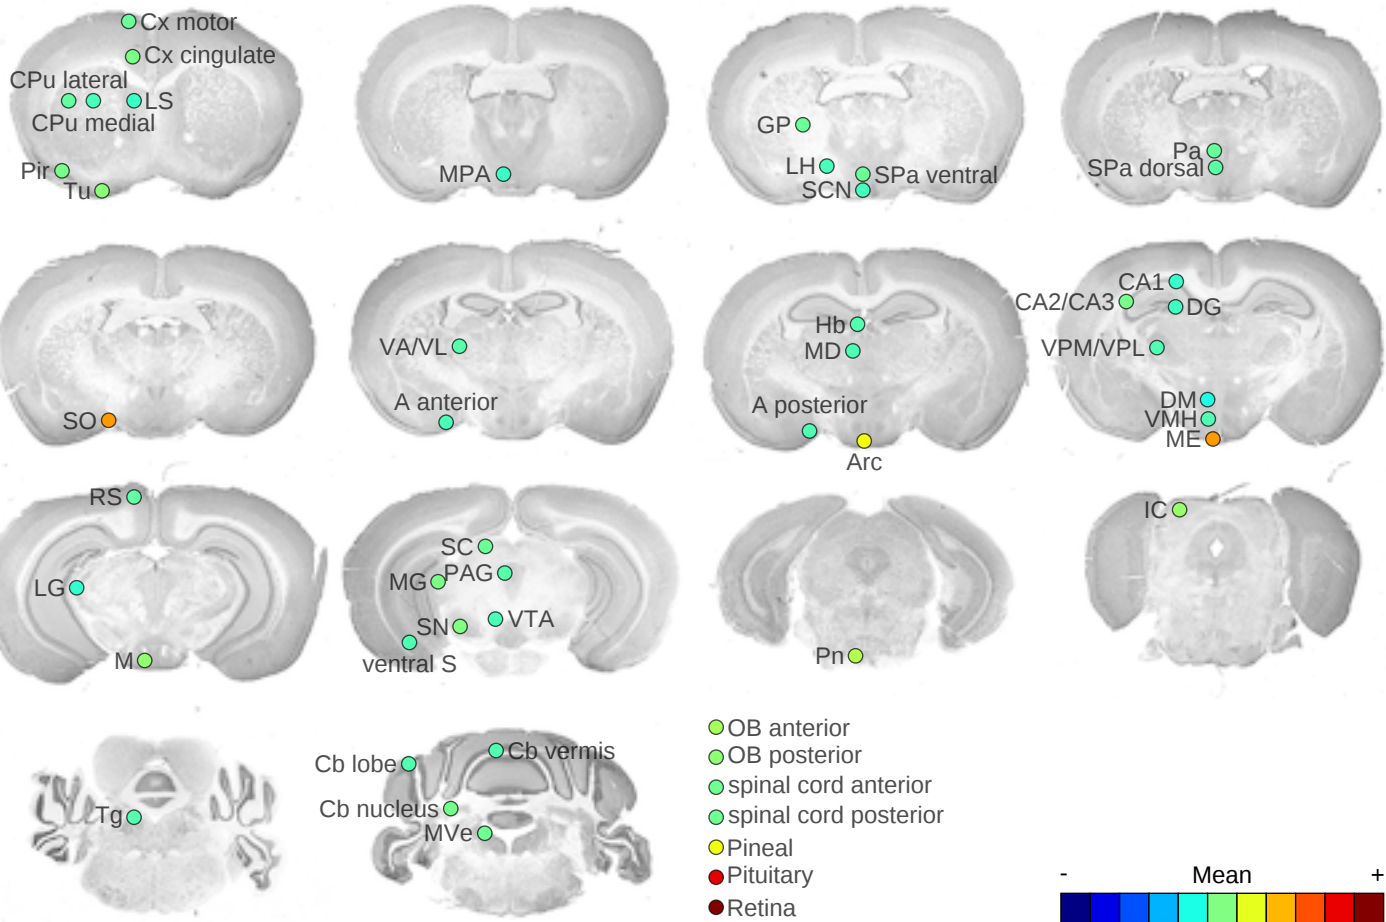 Cx motor
Cx cingulate
CPu lateral
LS
CPu medial
Pir
Tu
MPA
GP
LH
SPa ventral
SCN
Pa
SPa dorsal
SO
VA/VL
A anterior
Hb
MD
A posterior
Arc
CA1
CA2/CA3
DG
VPM/VPL
DM
VMH
ME
RS
LG
M
SC
MG
PAG
SN
VTA
ventral S
Pn
IC
Tg
Cb vermis
Cb lobe
Cb nucleus
MVe
OB anterior
OB posterior
spinal cord anterior
spinal cord posterior
Pineal
Pituitary
Retina
- Mean +